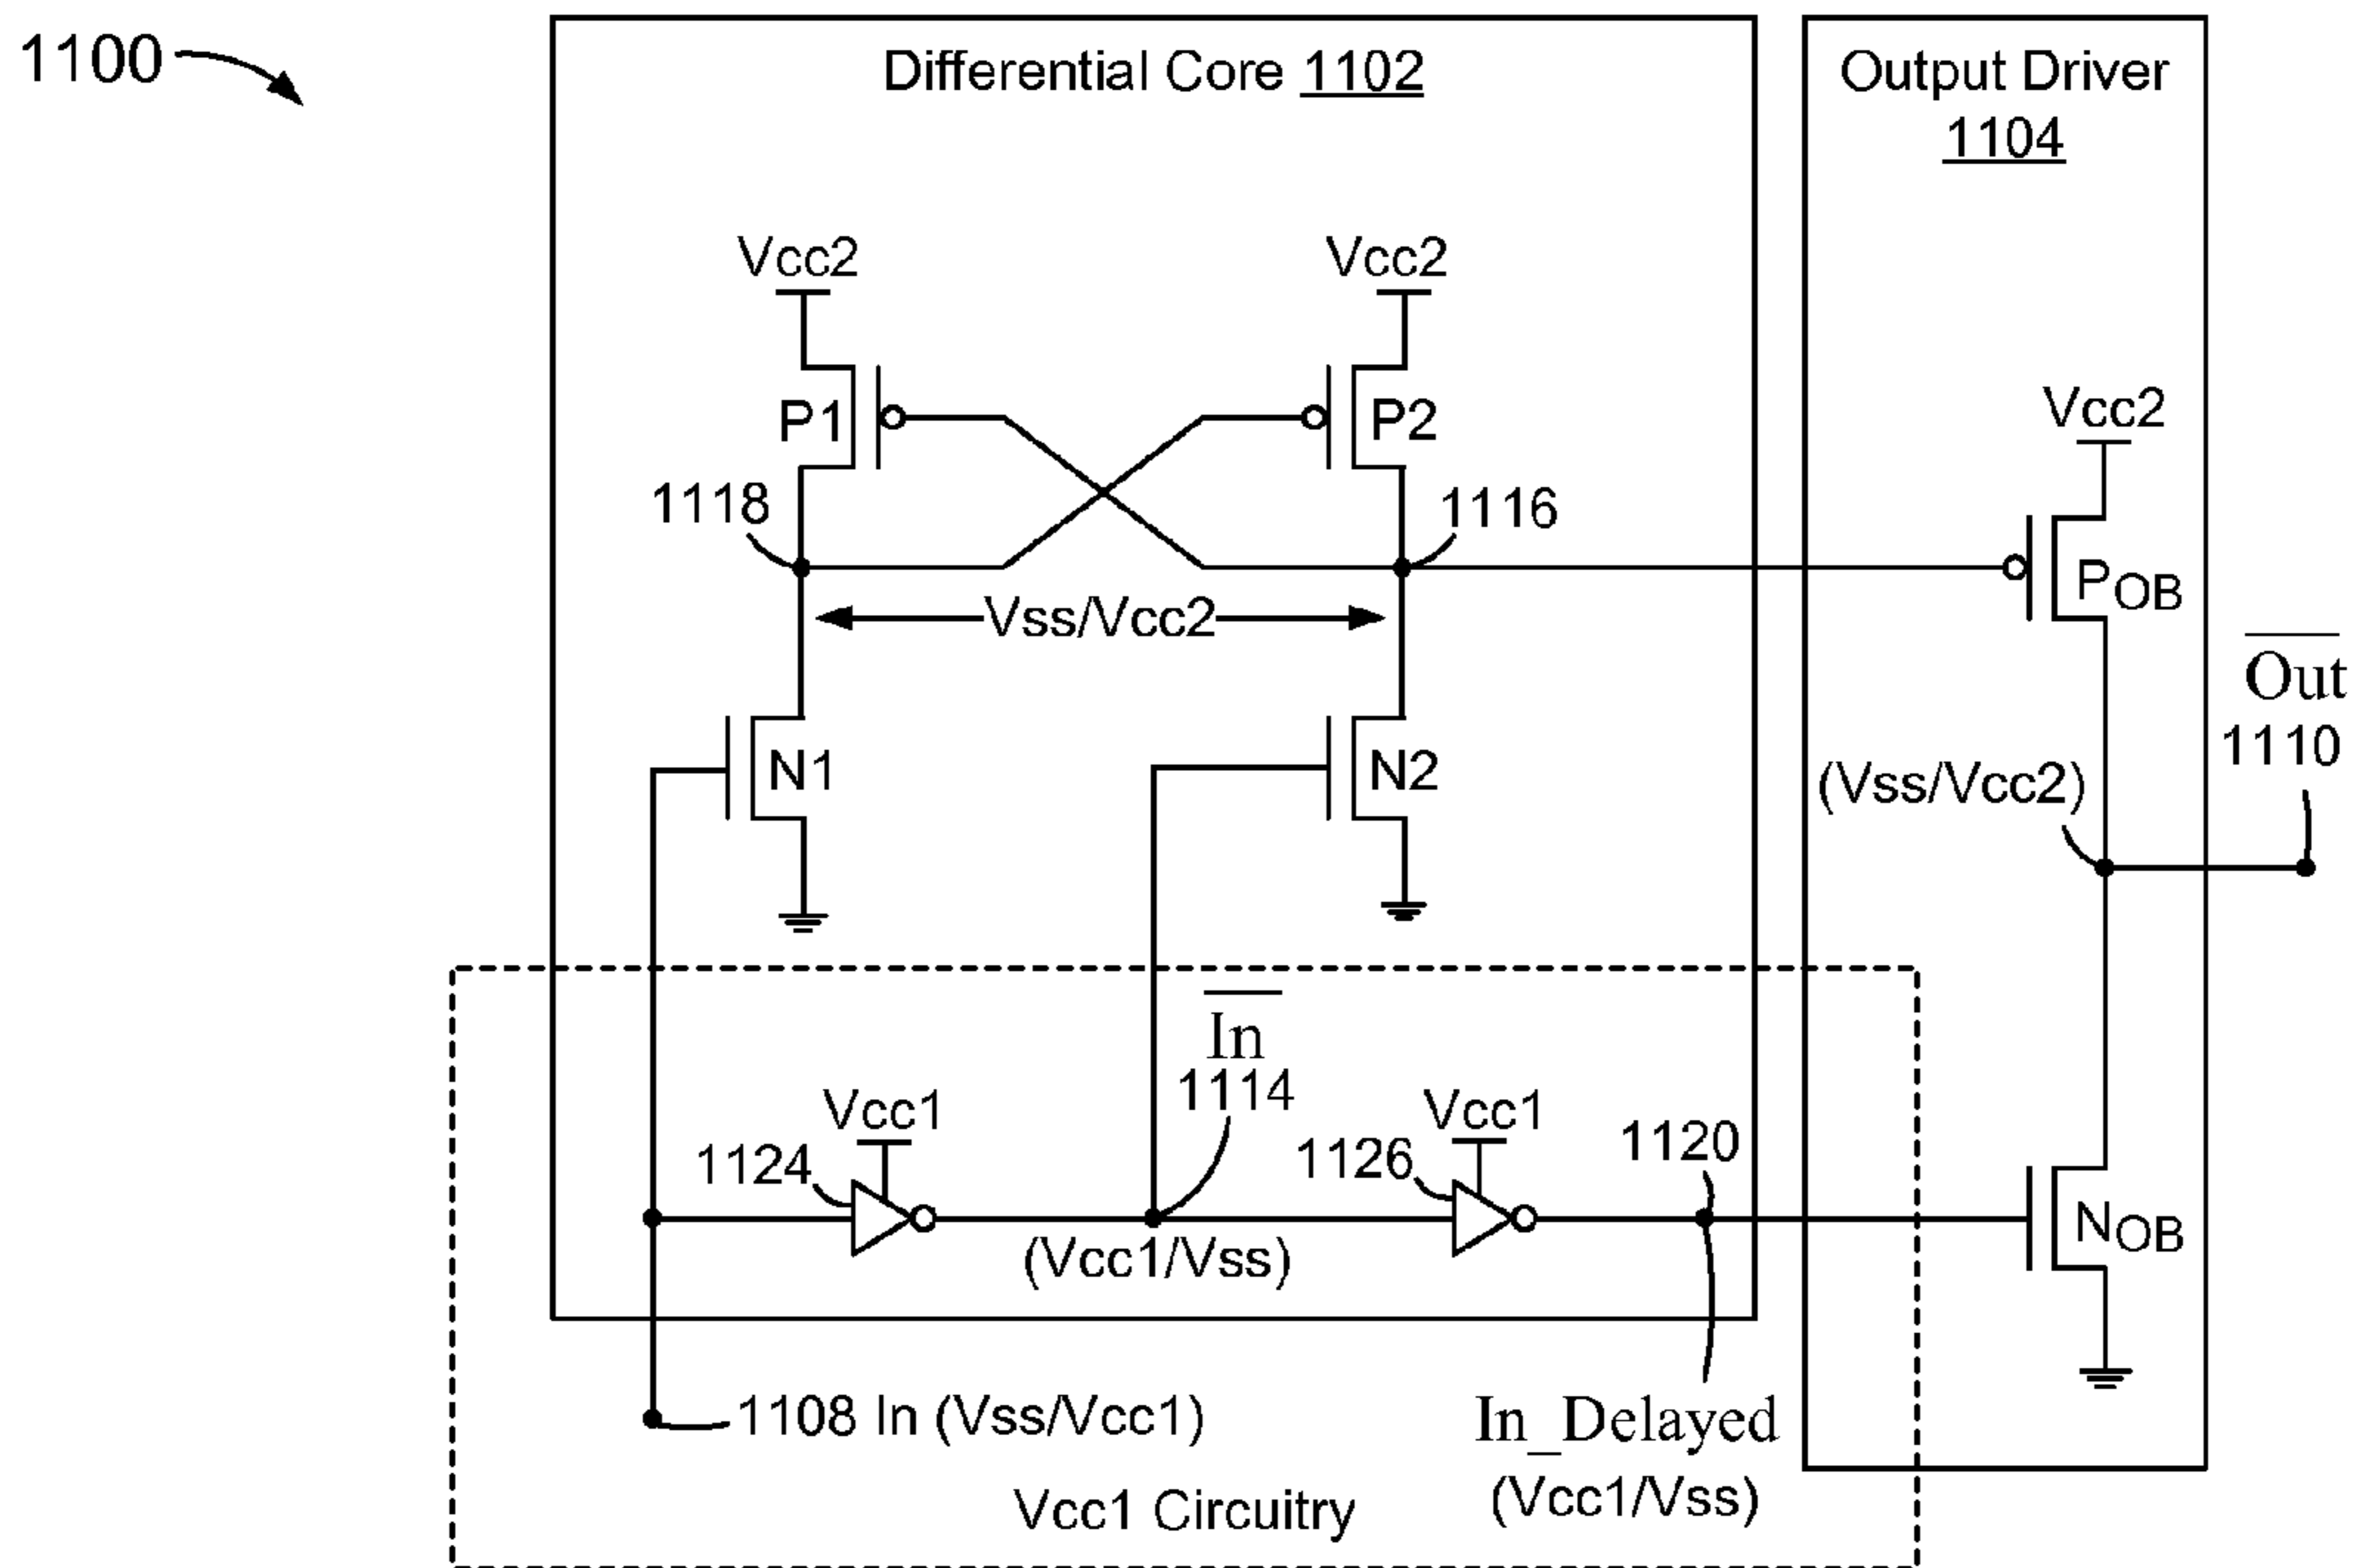 1100
Differential Core 1102
Output Driver
1104
Vcc2
Vcc2
Vcc2
P1
P2
1118
1116
POB
Vss/Vcc2
Out
1110
N1
N2
(Vss/Vcc2)
In
1114
Vcc1
Vcc1
1124
1126
1120
NOB
(Vcc1/Vss)
1108 In (Vss/Vcc1)
In_Delayed
(Vcc1/Vss)
Vcc1 Circuitry